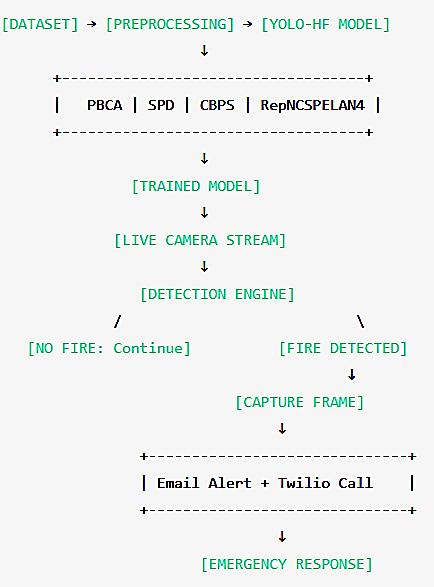 [DATASET] → [PREPROCESSING] → [YOLO-HF MODEL]
↓
+----------------------------------+
| PBCA | SPD | CBPS | RepNCSPELAN4 |
+----------------------------------+
↓
[TRAINED MODEL]
↓
[LIVE CAMERA STREAM]
↓
[DETECTION ENGINE]
/ \
[NO FIRE: Continue] [FIRE DETECTED]
↓
[CAPTURE FRAME]
↓
+------------------------------+
| Email Alert + Twilio Call |
+------------------------------+
↓
[EMERGENCY RESPONSE]